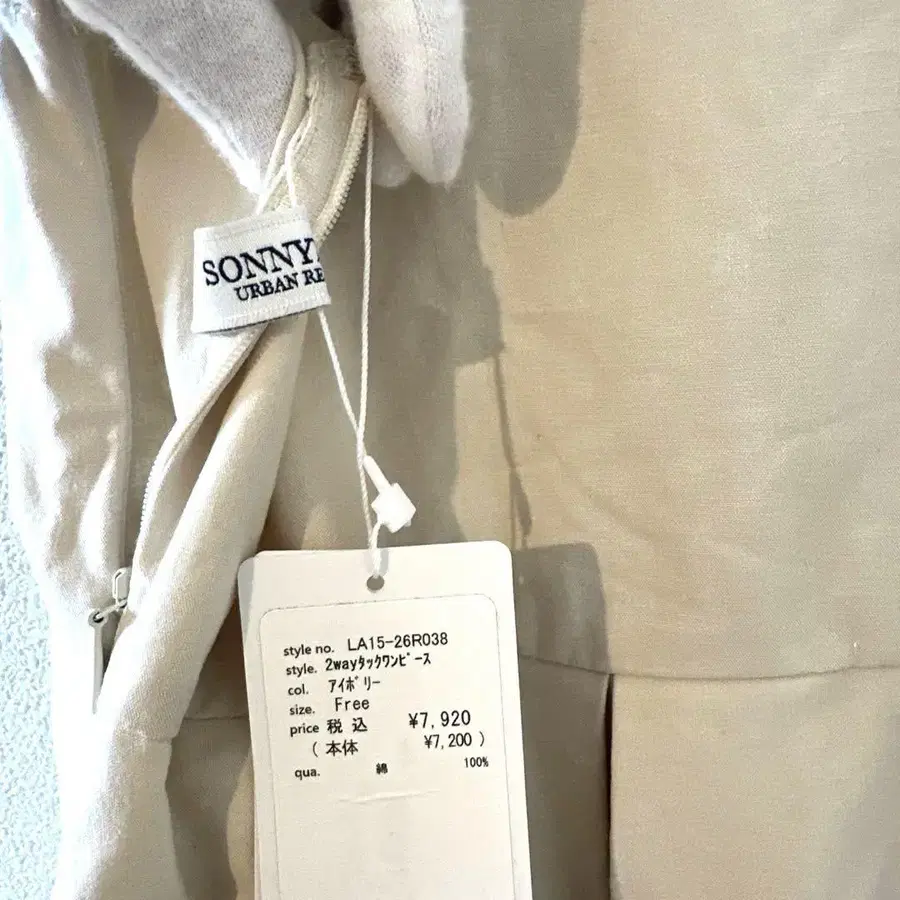 SONNY
URBAN RE
style no. LA15-26R038
style. 2wayﾀｯｸﾜﾝﾋﾟｰｽ
col. ｱｲﾎﾞﾘｰ
size. Free
price 税 込 ¥7,920
( 本体 ¥7,200 )
qua. 綿 100%